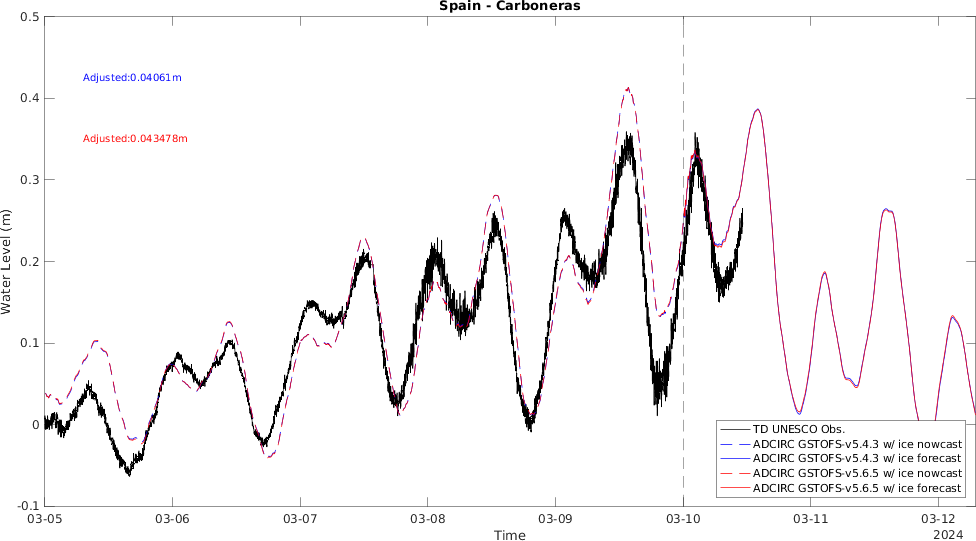 Spain - Carboneras
0.5
0.4
0.3
0.2
0.1
0
-0.1
Water Level (m)
Adjusted:0.04061m
Adjusted:0.043478m
TD UNESCO Obs.
ADCIRC GSTOFS-v5.4.3 w/ ice nowcast
ADCIRC GSTOFS-v5.4.3 w/ ice forecast
ADCIRC GSTOFS-v5.6.5 w/ ice nowcast
ADCIRC GSTOFS-v5.6.5 w/ ice forecast
03-05 03-06 03-07 03-08 03-09 03-10 03-11 03-12
Time
2024